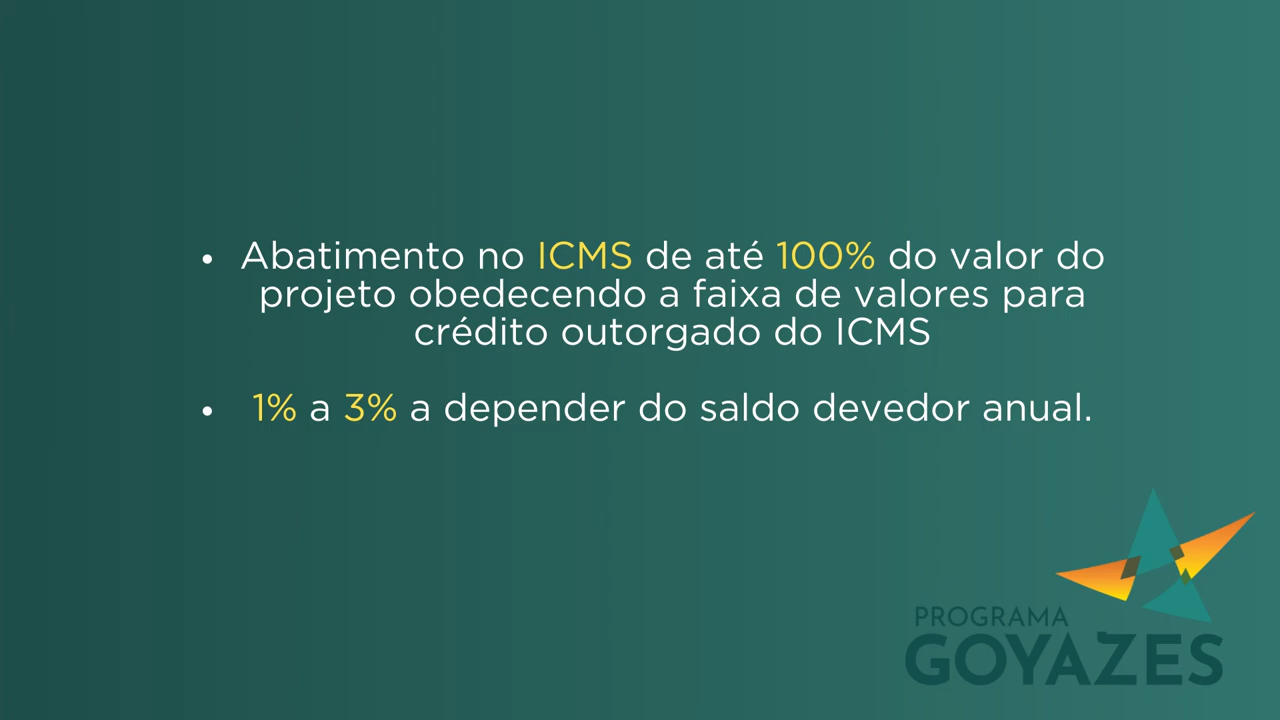 • Abatimento no ICMS de até 100% do valor do
projeto obedecendo a faixa de valores para
crédito outorgado do ICMS
• 1% a 3% a depender do saldo devedor anual.
PROGRAMA
GOYAZES